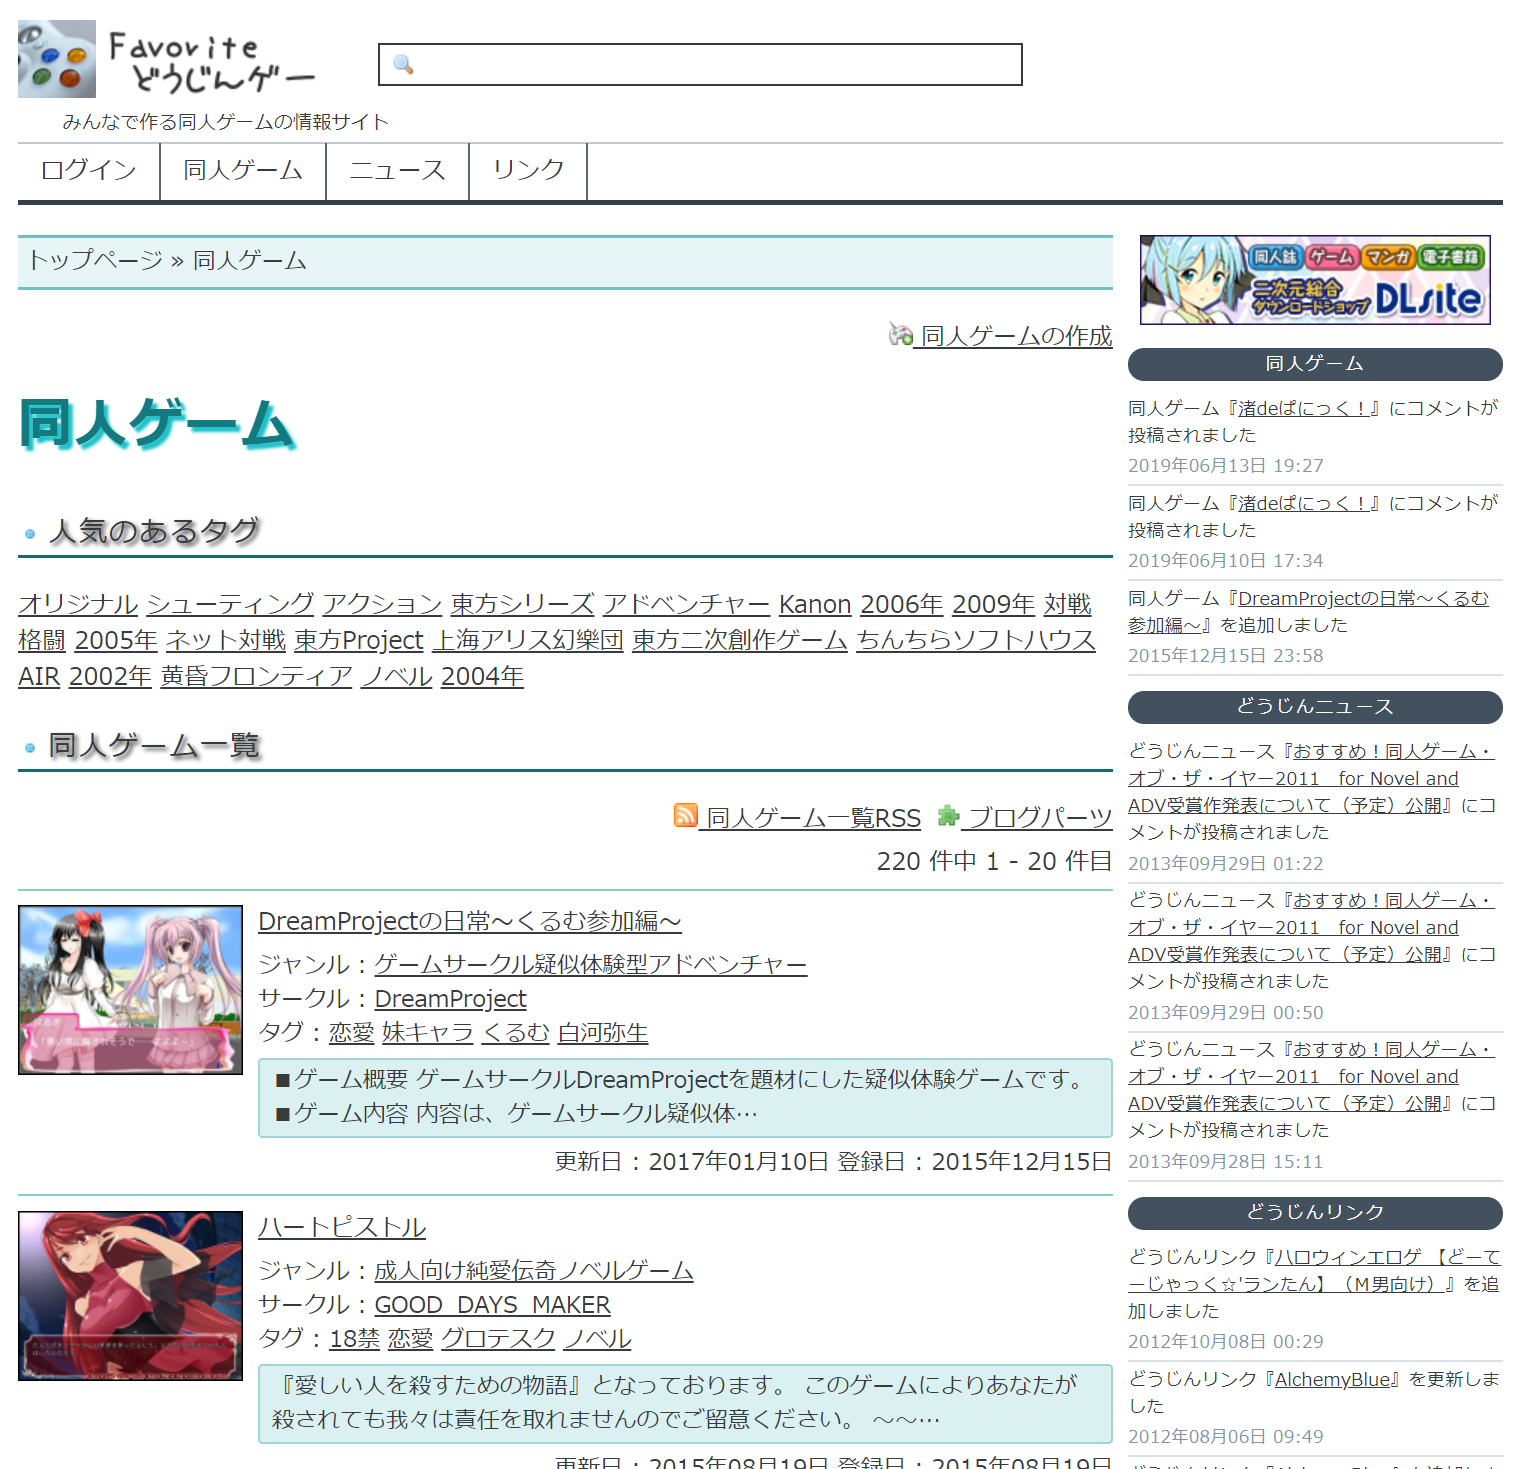 Favorite
どうじんゲー
みんなで作る同人ゲームの情報サイト
ログイン
同人ゲーム
ニュース
リンク
トップページ » 同人ゲーム
同人ゲームの作成
同人ゲーム
人気のあるタグ
オリジナル シューティング アクション 東方シリーズ アドベンチャー Kanon 2006年 2009年 対戦
格闘 2005年 ネット対戦 東方Project 上海アリス幻樂団 東方二次創作ゲーム ちんちらソフトハウス
AIR 2002年 黄昏フロンティア ノベル 2004年
同人ゲーム一覧
同人ゲーム一覧RSS ブログパーツ
220 件中 1 - 20 件目
DreamProjectの日常～くるむ参加編～
ジャンル：ゲームサークル疑似体験型アドベンチャー
サークル：DreamProject
タグ：恋愛 妹キャラ くるむ 白河弥生
■ゲーム概要 ゲームサークルDreamProjectを題材にした疑似体験ゲームです。
■ゲーム内容 内容は、ゲームサークル疑似体…
更新日：2017年01月10日 登録日：2015年12月15日
ハートピストル
ジャンル：成人向け純愛伝奇ノベルゲーム
サークル：GOOD_DAYS_MAKER
タグ：18禁 恋愛 グロテスク ノベル
『愛しい人を殺すための物語』となっております。 このゲームによりあなたが
殺されても我々は責任を取れませんのでご留意ください。 ～～…
更新日：2015年08月19日 登録日：2015年08月19日
同人誌 ゲーム マンガ 電子書籍
二次元総合
ダウンロードショップ DLsite
同人ゲーム
同人ゲーム『渚deぱにっく！』にコメントが
投稿されました
2019年06月13日 19:27
同人ゲーム『渚deぱにっく！』にコメントが
投稿されました
2019年06月10日 17:34
同人ゲーム『DreamProjectの日常～くるむ
参加編～』を追加しました
2015年12月15日 23:58
どうじんニュース
どうじんニュース『おすすめ！同人ゲーム・
オブ・ザ・イヤー2011　for Novel and
ADV受賞作発表について（予定）公開』にコ
メントが投稿されました
2013年09月29日 01:22
どうじんニュース『おすすめ！同人ゲーム・
オブ・ザ・イヤー2011　for Novel and
ADV受賞作発表について（予定）公開』にコ
メントが投稿されました
2013年09月29日 00:50
どうじんニュース『おすすめ！同人ゲーム・
オブ・ザ・イヤー2011　for Novel and
ADV受賞作発表について（予定）公開』にコ
メントが投稿されました
2013年09月28日 15:11
どうじんリンク
どうじんリンク『ハロウィンエロゲ 【どーて
ーじゃっく☆'ランたん】（Ｍ男向け）』を追
加しました
2012年10月08日 00:29
どうじんリンク『AlchemyBlue』を更新しま
した
2012年08月06日 09:49